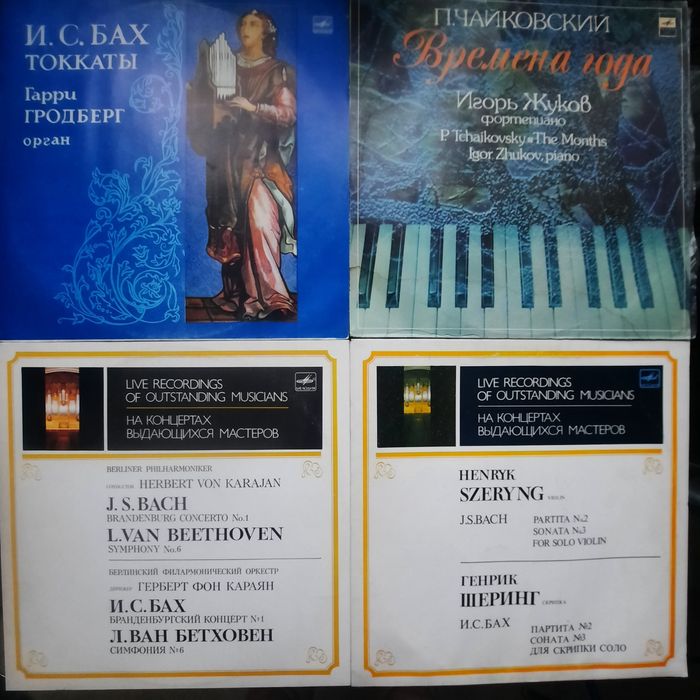 И. С. БАХ
ТОККАТЫ
Гарри
ГРОДБЕРГ
орган
П.ЧАЙКОВСКИЙ
Времена года
Игорь Жуков
фортепиано
P. Tchaikovsky • The Months
Igor Zhukov, piano
LIVE RECORDINGS
OF OUTSTANDING MUSICIANS
НА КОНЦЕРТАХ
ВЫДАЮЩИХСЯ МАСТЕРОВ
BERLINER PHILHARMONIKER
HERBERT VON KARAJAN
J. S. BACH
BRANDENBURG CONCERTO No. 1
L. VAN BEETHOVEN
SYMPHONY No. 6
БЕРЛИНСКИЙ ФИЛАРМОНИЧЕСКИЙ ОРКЕСТР
ДИРИЖЕР ГЕРБЕРТ ФОН КАРАЯН
И. С. БАХ
БРАНДЕНБУРГСКИЙ КОНЦЕРТ №1
Л. ВАН БЕТХОВЕН
СИМФОНИЯ №6
LIVE RECORDINGS
OF OUTSTANDING MUSICIANS
НА КОНЦЕРТАХ
ВЫДАЮЩИХСЯ МАСТЕРОВ
HENRYK
SZERYNG VIOLIN
J.S.BACH PARTITA №2
SONATA №3
FOR SOLO VIOLIN
ГЕНРИК
ШЕРИНГ СКРИПКА
И.С.БАХ ПАРТИТА №2
СОНАТА №3
ДЛЯ СКРИПКИ СОЛО